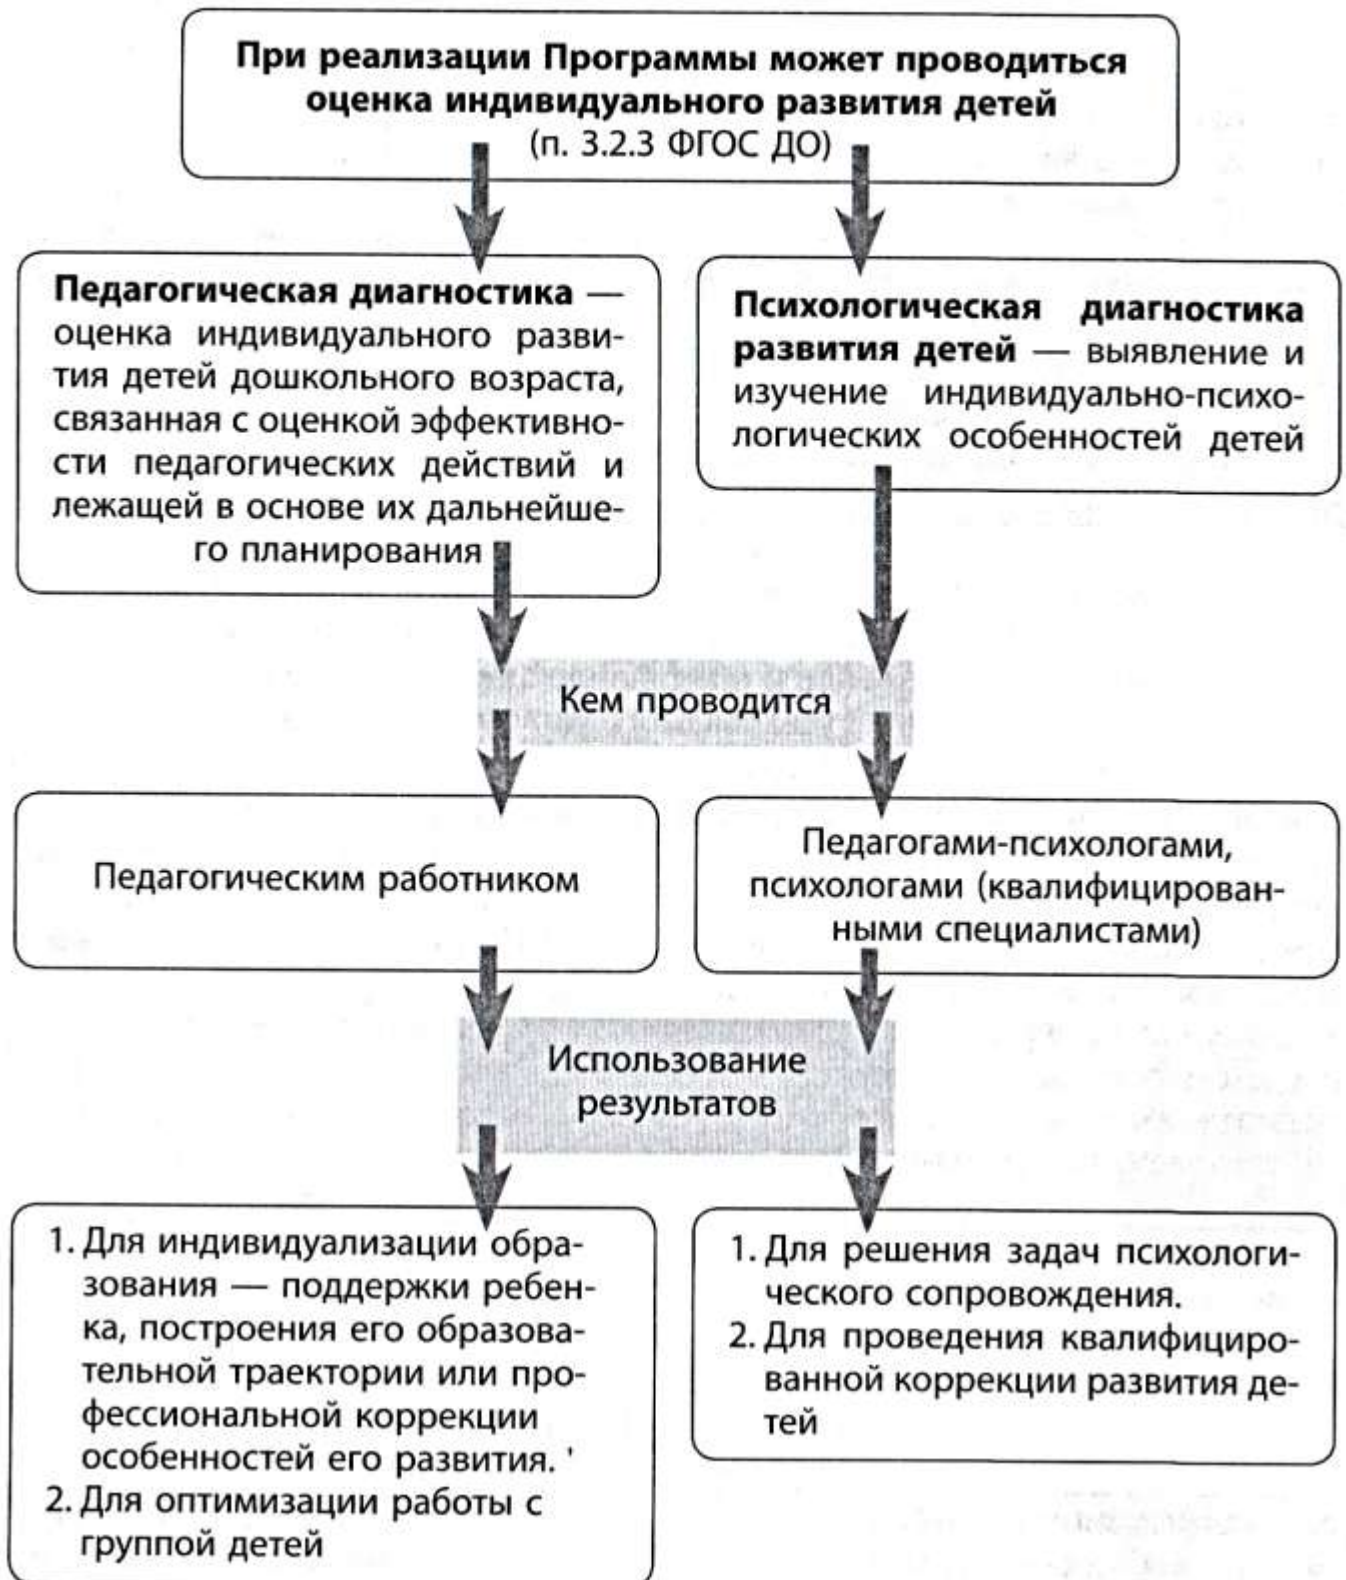 При реализации Программы может проводиться
оценка индивидуального развития детей
(п. 3.2.3 ФГОС ДО)
Педагогическая диагностика —
оценка индивидуального разви-
тия детей дошкольного возраста,
связанная с оценкой эффективно-
сти педагогических действий и
лежащей в основе их дальнейше-
го планирования
Психологическая диагностика
развития детей — выявление и
изучение индивидуально-психо-
логических особенностей детей
Кем проводится
Педагогическим работником
Педагогами-психологами,
психологами (квалифицирован-
ными специалистами)
Использование
результатов
1. Для индивидуализации обра-
зования — поддержки ребен-
ка, построения его образова-
тельной траектории или про-
фессиональной коррекции
особенностей его развития.
2. Для оптимизации работы с
группой детей
1. Для решения задач психологи-
ческого сопровождения.
2. Для проведения квалифициро-
ванной коррекции развития де-
тей